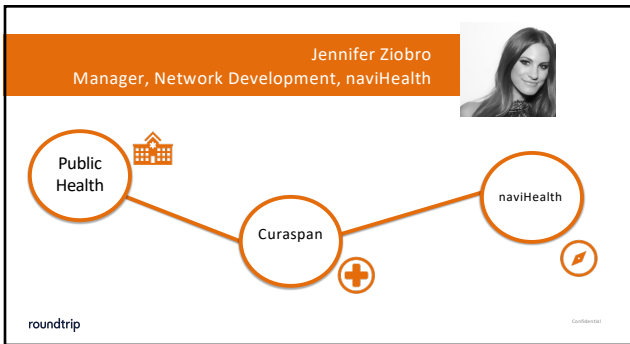 Jennifer Ziobro
Manager, Network Development, naviHealth
Public
Health
Curaspan
naviHealth
roundtrip
Confidential